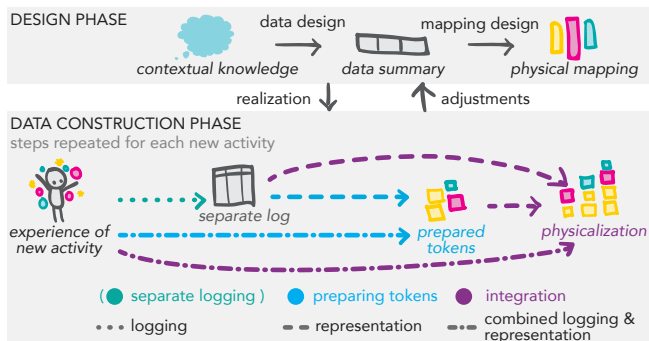 DESIGN PHASE
data design
mapping design
contextual knowledge
data summary
physical mapping
realization
adjustments
DATA CONSTRUCTION PHASE
steps repeated for each new activity
separate log
experience of
new activity
prepared
tokens
physicalization
( separate logging )
preparing tokens
integration
logging
representation
combined logging &
representation